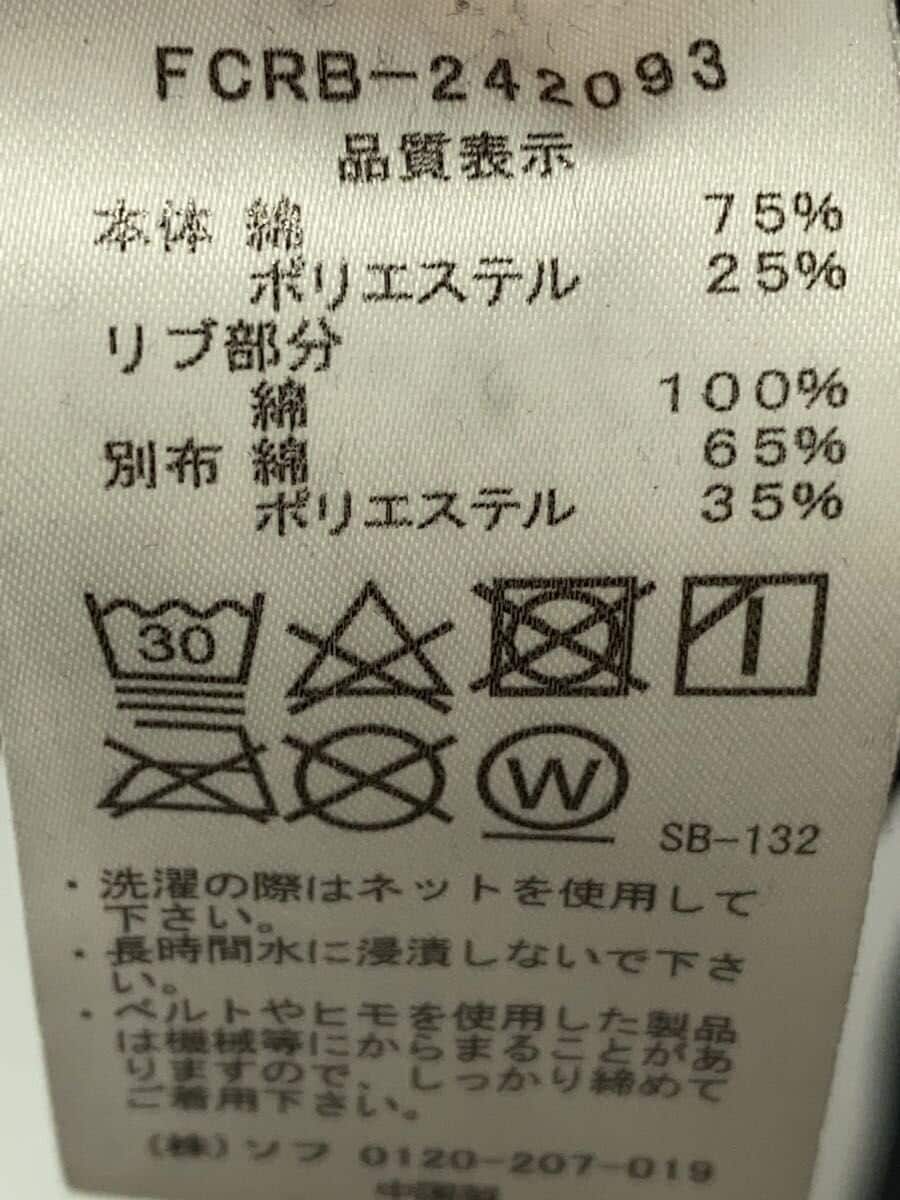 FCRB-242093
品質表示
本体 綿 75%
ポリエステル 25%
リブ部分
綿 100%
別布 綿 65%
ポリエステル 35%
30
W
SB-132
・洗濯の際はネットを使用して
下さい。
・長時間水に浸漬しないで下さ
い。
・ベルトやヒモを使用した製品
は機械等にからまることがあ
りますので、しっかり締めて
ご着用下さい。
(株)ソフ 0120-207-019
中国製